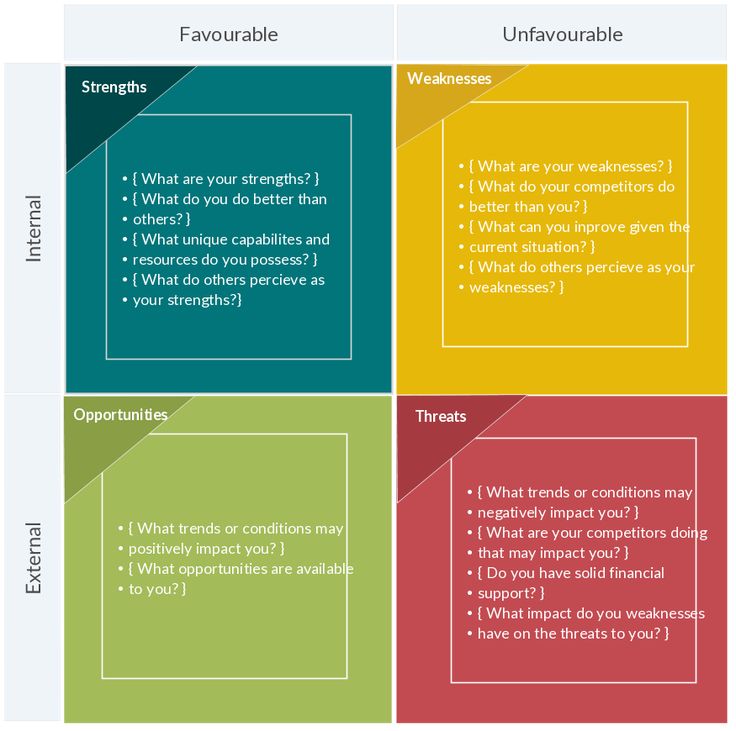 Favourable
Unfavourable
Internal
Strengths
• { What are your strengths? }
• { What do you do better than
• others? }
• { What unique capabilites and
• resources do you possess? }
• { What do others percieve as
• your strengths?}
Weaknesses
• { What are your weaknesses? }
• { What do your competitors do
• better than you? }
• { What can you inprove given the
• current situation? }
• { What do others percieve as your
• weaknesses? }
External
Opportunities
• { What trends or conditions may
• positively impact you? }
• { What opportunities are available
• to you? }
Threats
• { What trends or conditions may
• negatively impact you? }
• { What are your competitors doing
• that may impact you? }
• { Do you have solid financial
• support? }
• { What impact do you weaknesses
• have on the threats to you? }